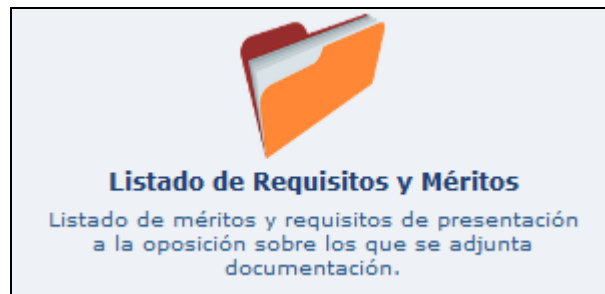 Listado de Requisitos y Méritos
Listado de méritos y requisitos de presentación
a la oposición sobre los que se adjunta
documentación.